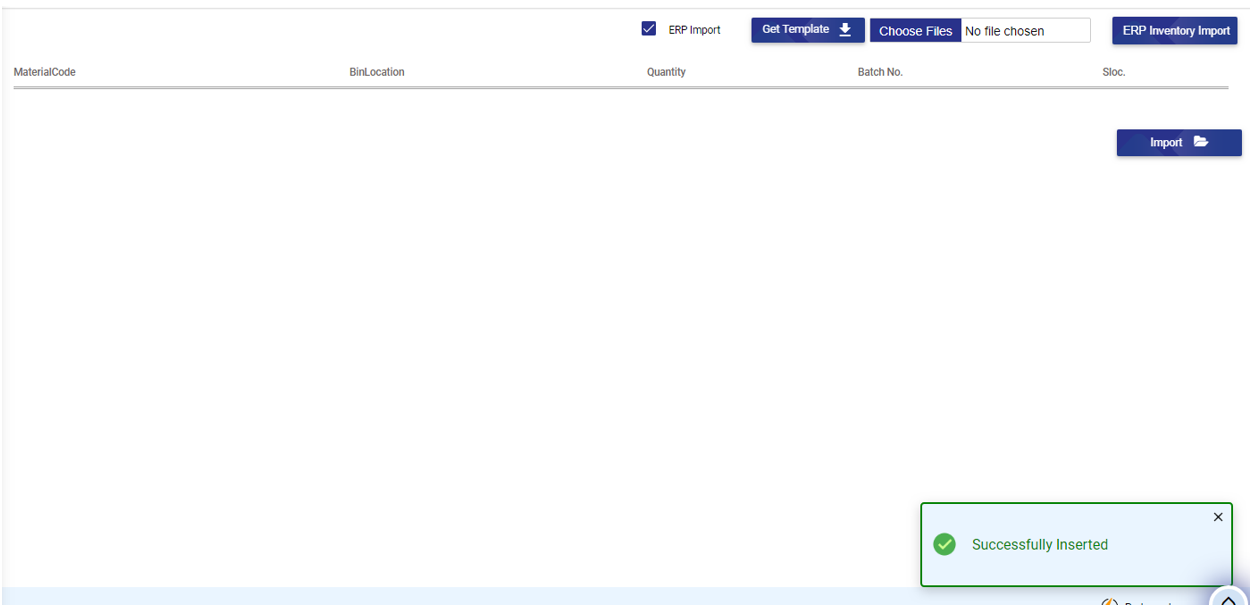 ERP Import
Get Template
Choose Files No file chosen
ERP Inventory Import
MaterialCode BinLocation Quantity Batch No. Sloc.
Import
Successfully Inserted